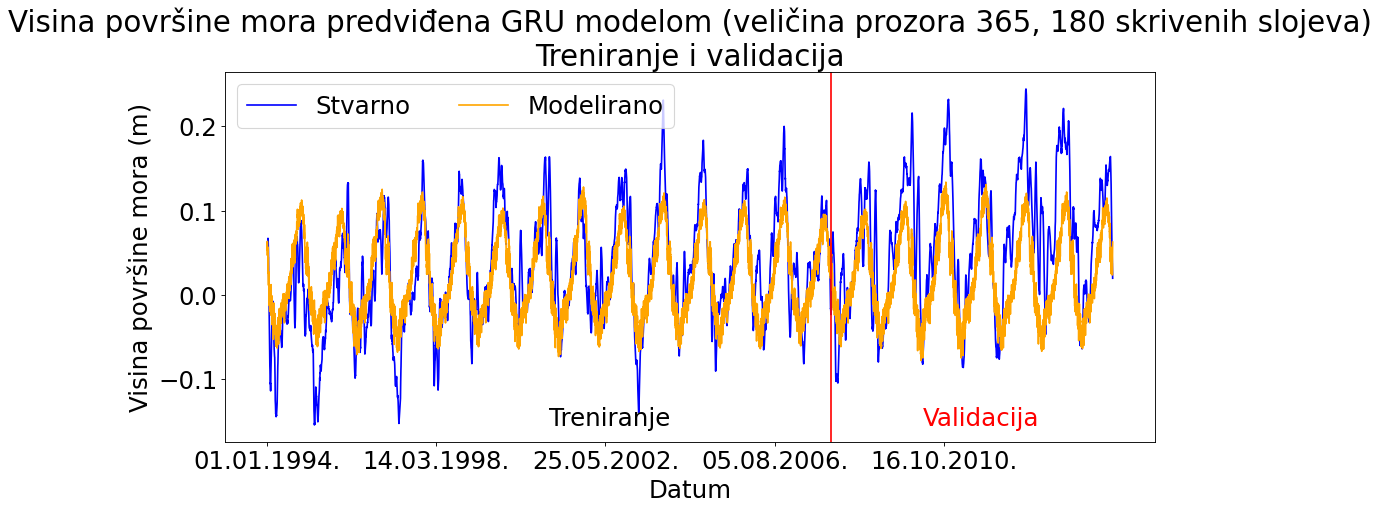 Visina površine mora predviđena GRU modelom (veličina prozora 365, 180 skrivenih slojeva)
Treniranje i validacija
Stvarno
Modelirano
Visina površine mora (m)
0.2
0.1
0.0
−0.1
Treniranje
Validacija
01.01.1994.
14.03.1998.
25.05.2002.
05.08.2006.
16.10.2010.
Datum